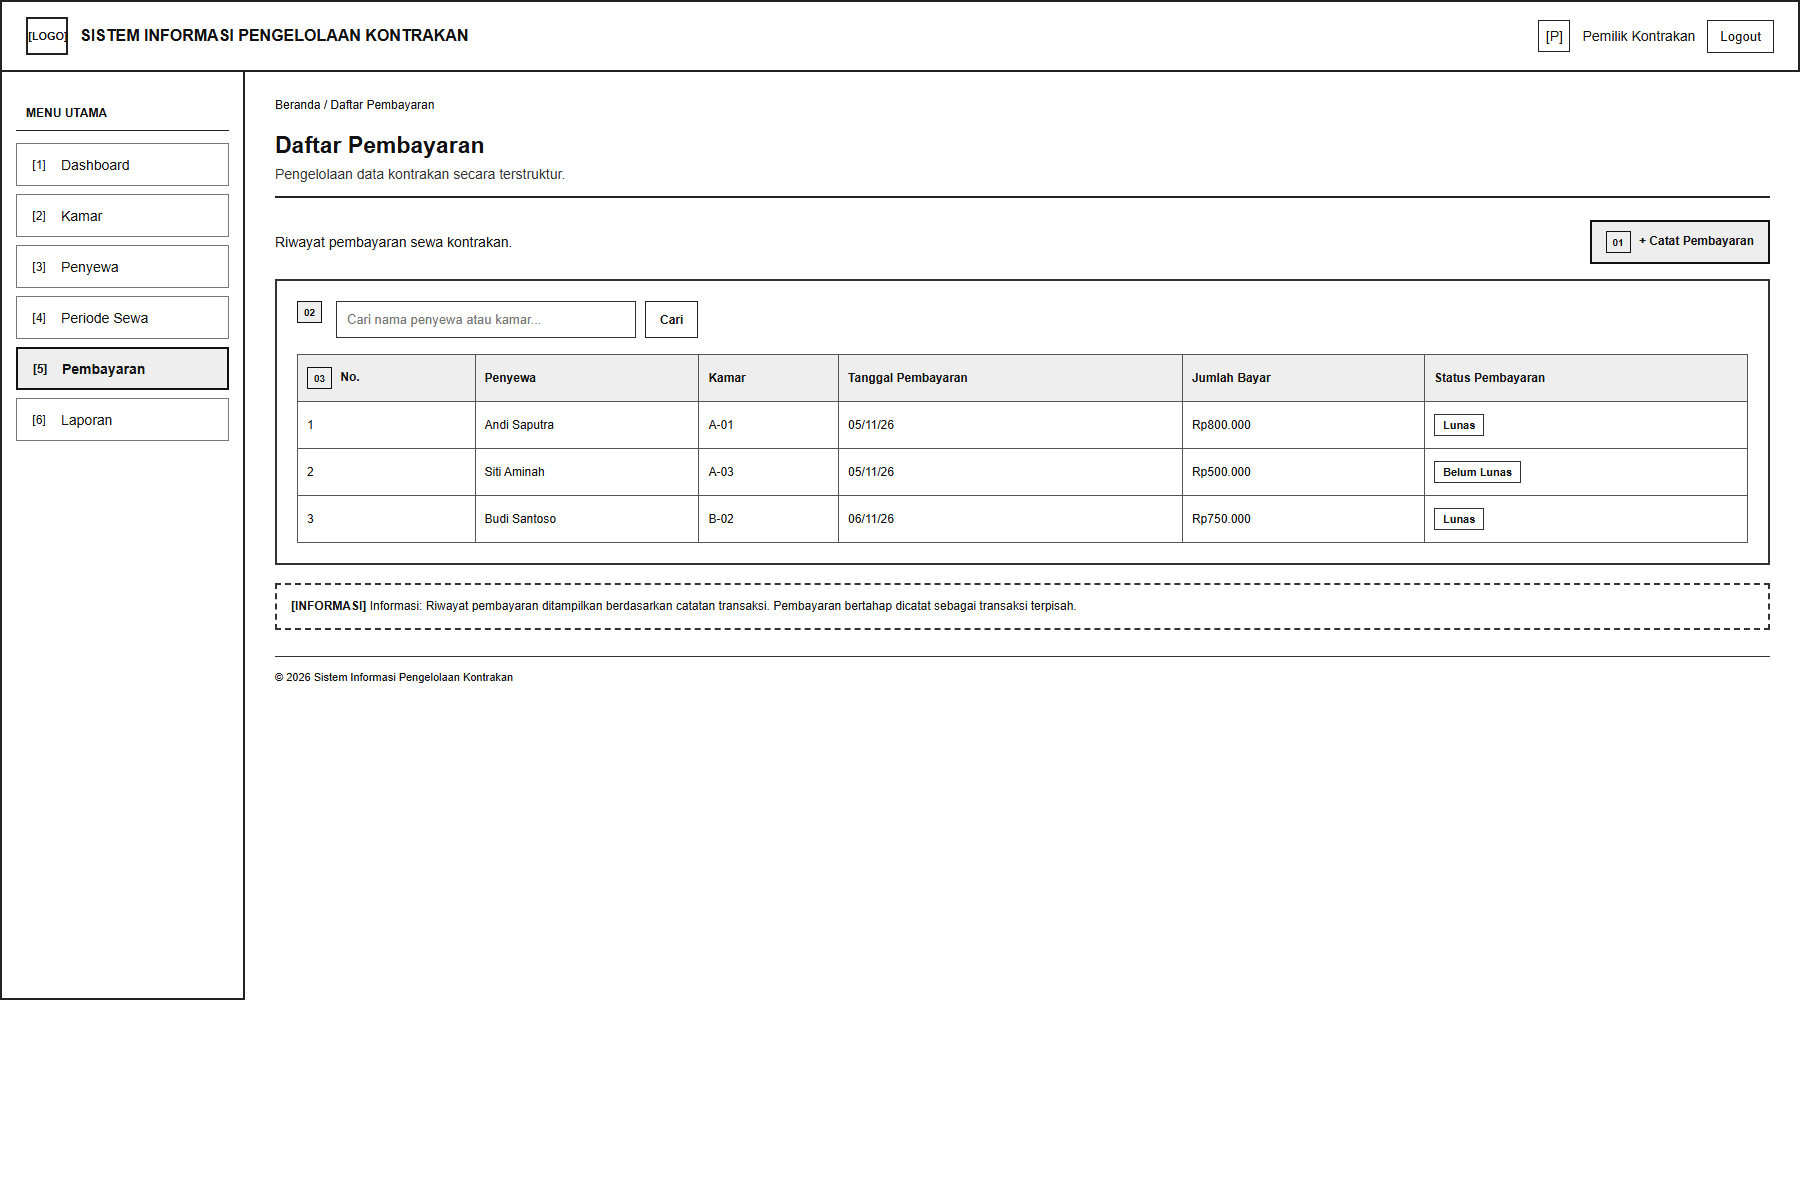 [LOGO] SISTEM INFORMASI PENGELOLAAN KONTRAKAN [P] Pemilik Kontrakan Logout
MENU UTAMA
[1] Dashboard
[2] Kamar
[3] Penyewa
[4] Periode Sewa
[5] Pembayaran
[6] Laporan
Beranda / Daftar Pembayaran
Daftar Pembayaran
Pengelolaan data kontrakan secara terstruktur.
Riwayat pembayaran sewa kontrakan. 01 + Catat Pembayaran
02 Cari nama penyewa atau kamar... Cari
03 No. Penyewa Kamar Tanggal Pembayaran Jumlah Bayar Status Pembayaran
1 Andi Saputra A-01 05/11/26 Rp800.000 Lunas
2 Siti Aminah A-03 05/11/26 Rp500.000 Belum Lunas
3 Budi Santoso B-02 06/11/26 Rp750.000 Lunas
[INFORMASI] Informasi: Riwayat pembayaran ditampilkan berdasarkan catatan transaksi. Pembayaran bertahap dicatat sebagai transaksi terpisah.
© 2026 Sistem Informasi Pengelolaan Kontrakan